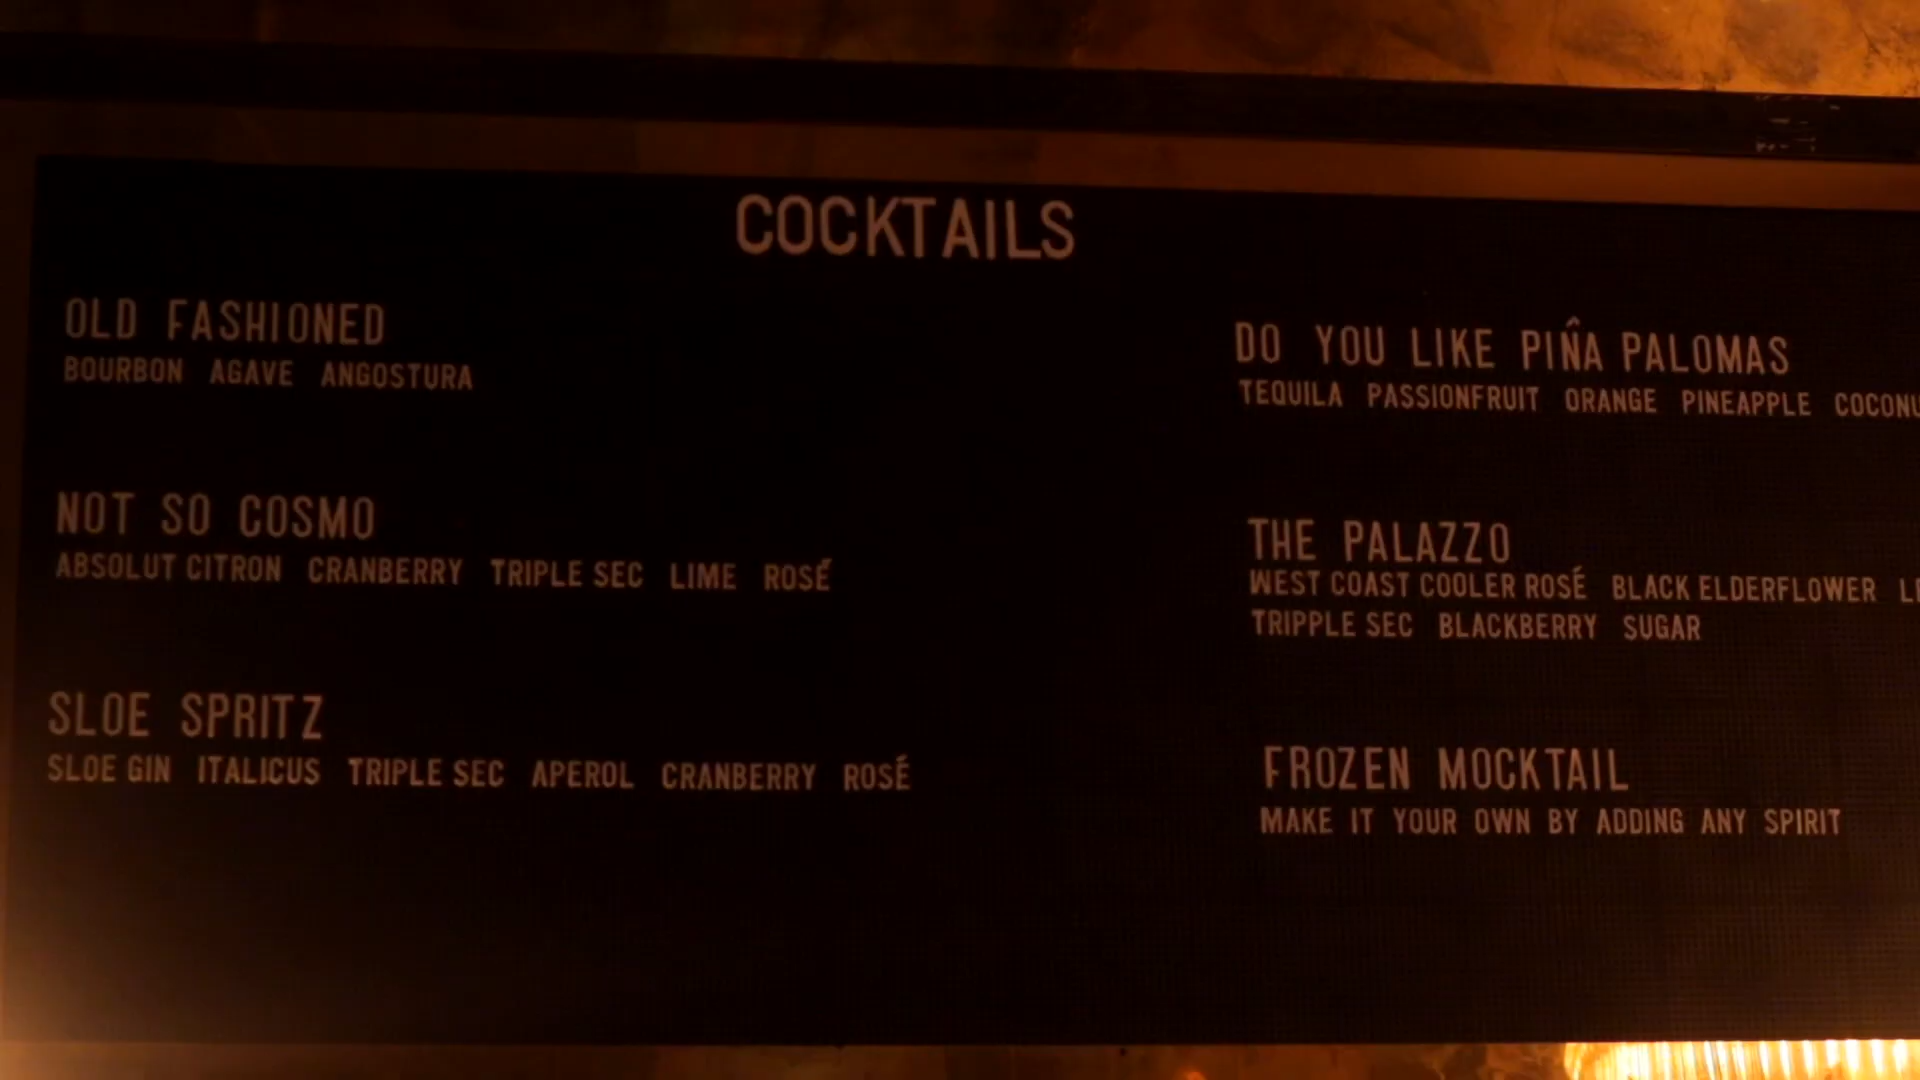 COCKTAILS
OLD FASHIONED
BOURBON AGAVE ANGOSTURA
NOT SO COSMO
ABSOLUT CITRON CRANBERRY TRIPLE SEC LIME ROSÉ
SLOE SPRITZ
SLOE GIN ITALICUS TRIPLE SEC APEROL CRANBERRY ROSÉ
DO YOU LIKE PIN̂A PALOMAS
TEQUILA PASSIONFRUIT ORANGE PINEAPPLE
THE PALAZZO
WEST COAST COOLER ROSÉ BLACK ELDERFLOWER
TRIPPLE SEC BLACKBERRY SUGAR
FROZEN MOCKTAIL
MAKE IT YOUR OWN BY ADDING ANY SPIRIT